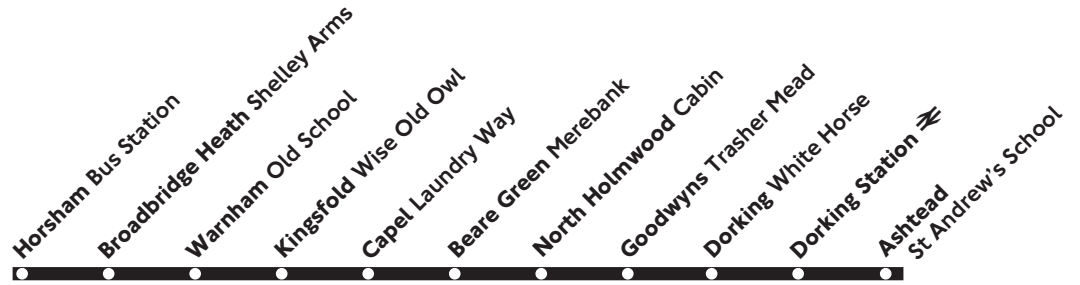 Horsham Bus Station
Broadbridge Heath Shelley Arms
Warnham Old School
Kingsfold Wise Old Owl
Capel Laundry Way
Beare Green Merebank
North Holmwood Cabin
Goodwyns Trasher Mead
Dorking White Horse
Dorking Station
Ashtead
St Andrew's School